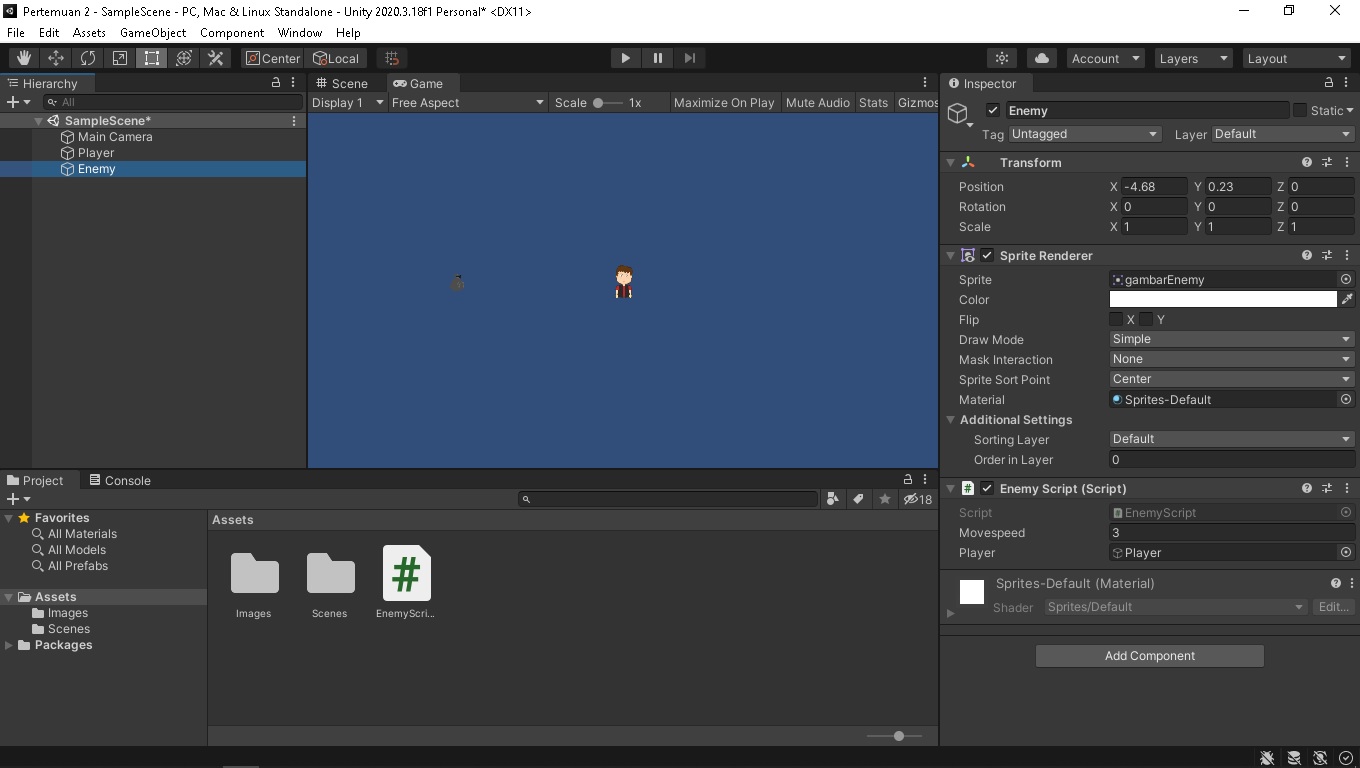 Pertemuan 2 - SampleScene - PC, Mac & Linux Standalone - Unity 2020.3.18f1 Personal* <DX11>
File Edit Assets GameObject Component Window Help
Center Local Account Layers Layout
Hierarchy
All
SampleScene*
Main Camera
Player
Enemy
Scene Game
Display 1 Free Aspect Scale 1x Maximize On Play Mute Audio Stats Gizmos
Inspector
Enemy Static
Tag Untagged Layer Default
Transform
Position X -4.68 Y 0.23 Z 0
Rotation X 0 Y 0 Z 0
Scale X 1 Y 1 Z 1
Sprite Renderer
Sprite gambarEnemy
Color
Flip X Y
Draw Mode Simple
Mask Interaction None
Sprite Sort Point Center
Material Sprites-Default
Additional Settings
Sorting Layer Default
Order in Layer 0
# Enemy Script (Script)
Script EnemyScript
Movespeed 3
Player Player
Sprites-Default (Material)
Shader Sprites/Default Edit...
Add Component
Project Console
18
Favorites
All Materials
All Models
All Prefabs
Assets
Images
Scenes
Packages
Assets
#
Images Scenes EnemyScri...